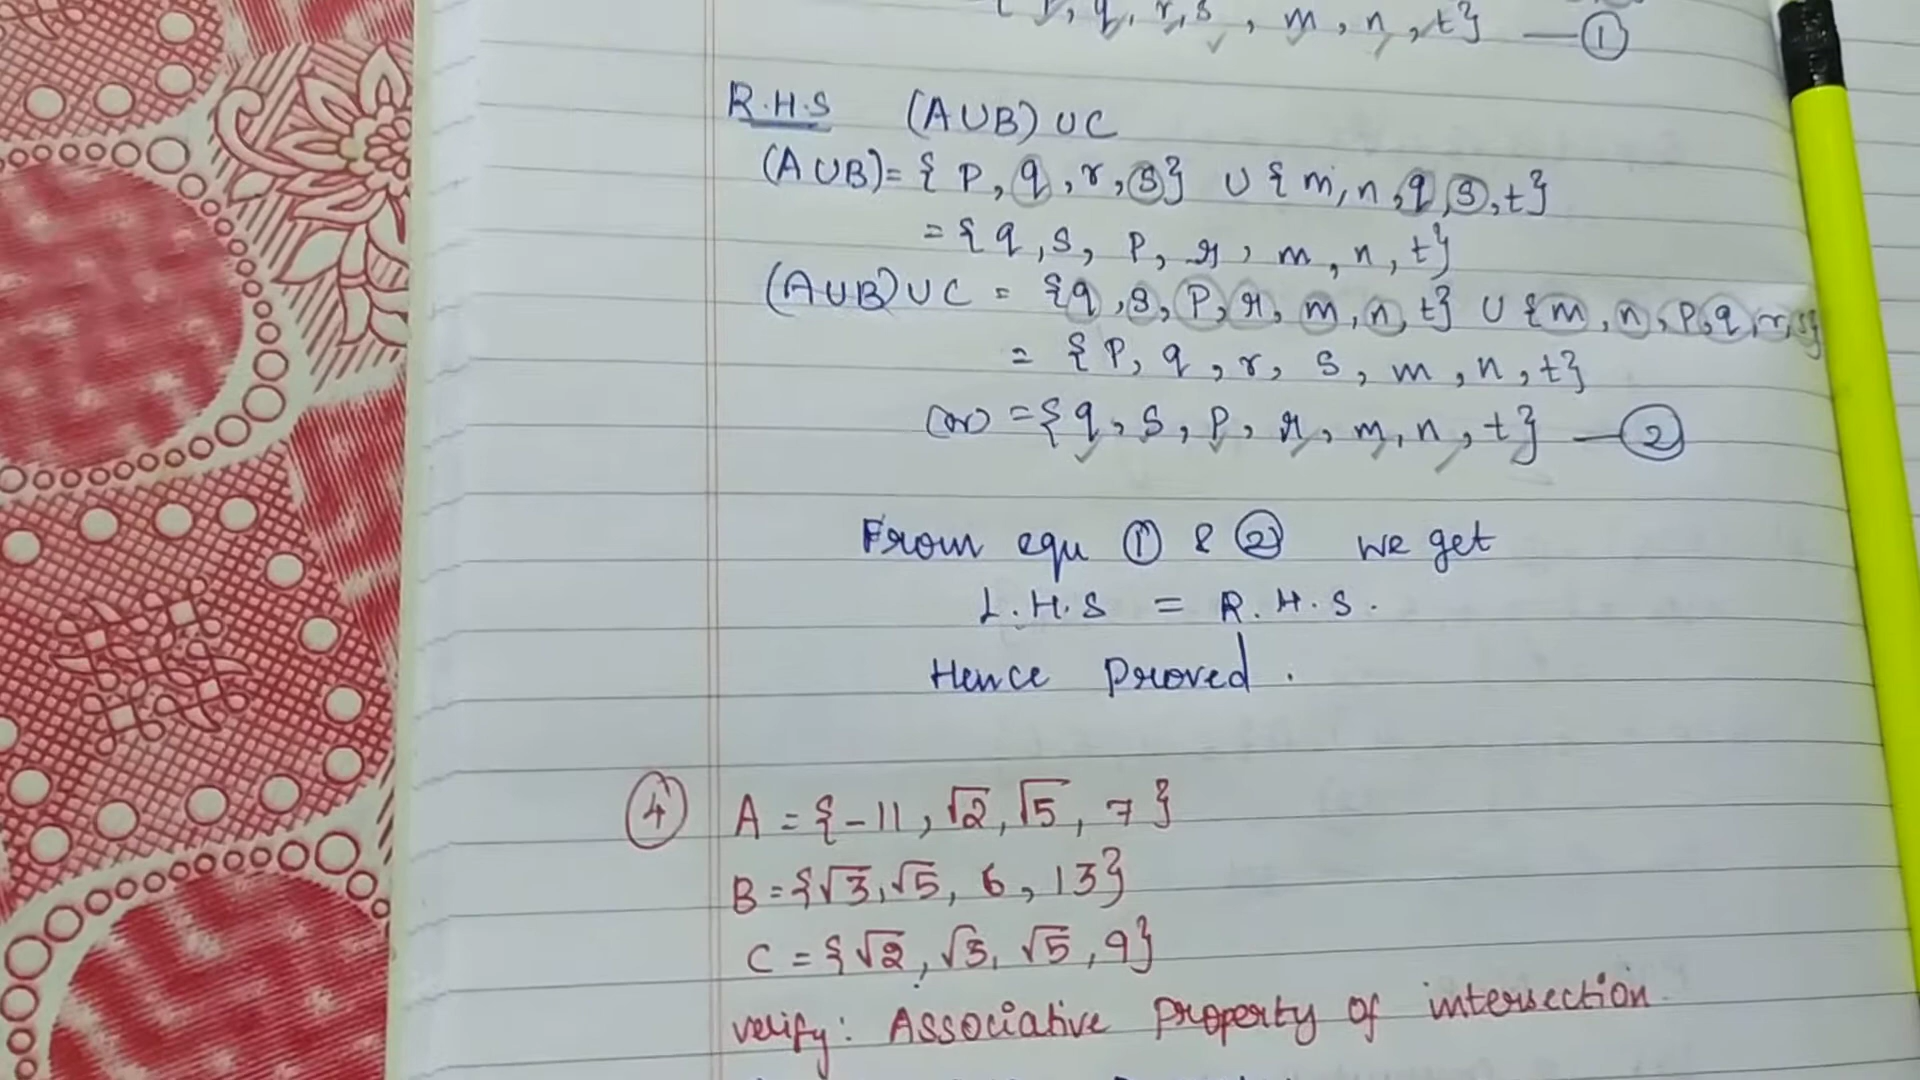 q, r, s, m, n, t} — ①
R.H.S (A∪B)∪C
(A∪B)= {P, q, r, s} ∪ {m, n, q, s, t}
= {q, s, P, r, m, n, t}
(A∪B)∪C = {q, s, P, r, m, n, t} ∪ {m, n, P, q, r, s}
= {P, q, r, s, m, n, t}
(or) = {q, s, P, r, m, n, t} — ②
From equ ① & ② we get
L.H.S = R.H.S.
Hence Proved.
④ A = {-11, √2, √5, 7}
B = {√3, √5, 6, 13}
C = {√2, √3, √5, 9}
verify: Associative Property of intersection